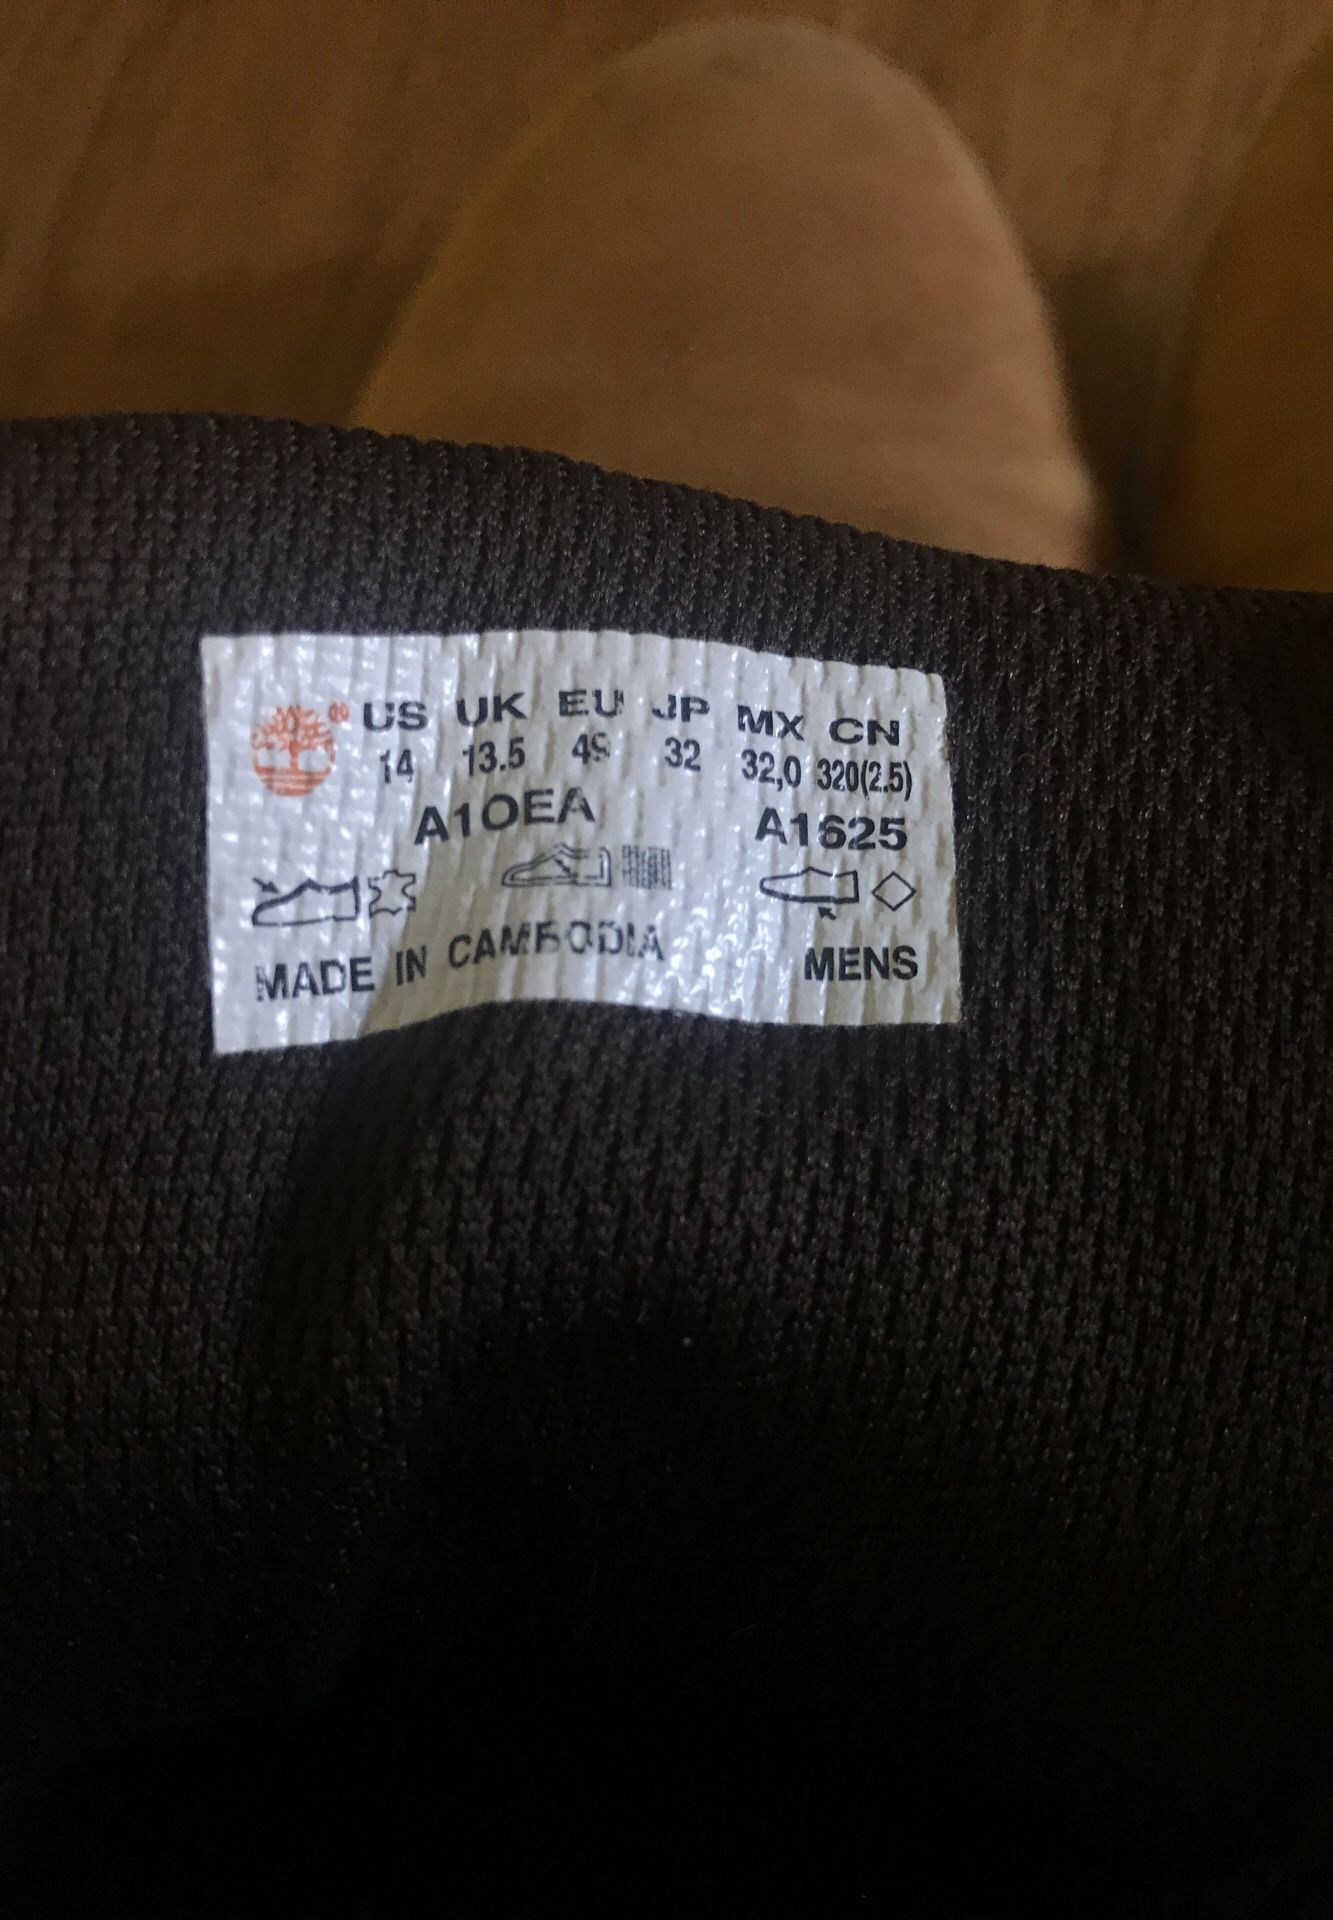 ® US UK EU JP MX CN
14 13.5 49 32 32,0 320(2.5)
A10EA A1625
MADE IN CAMBODIA MENS